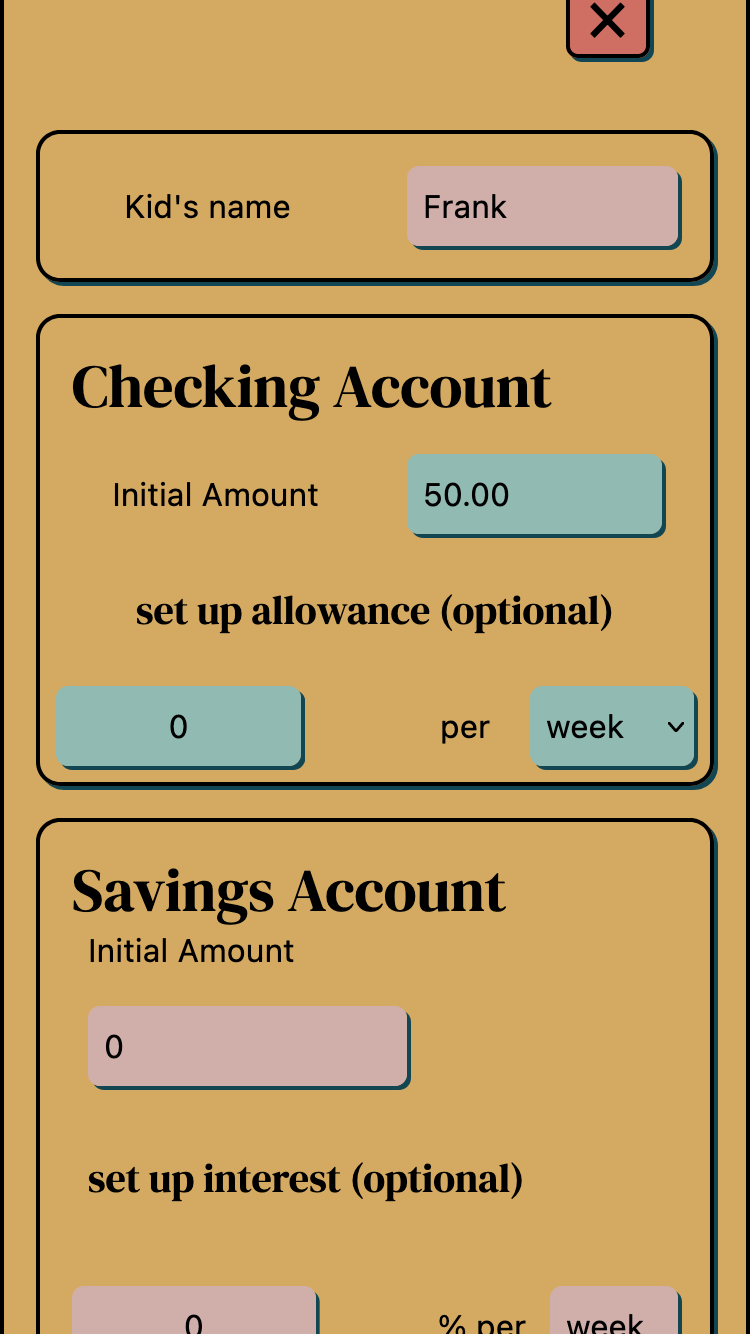 Kid's name Frank
Checking Account
Initial Amount 50.00
set up allowance (optional)
0 per week
Savings Account
Initial Amount
0
set up interest (optional)
0 % per week